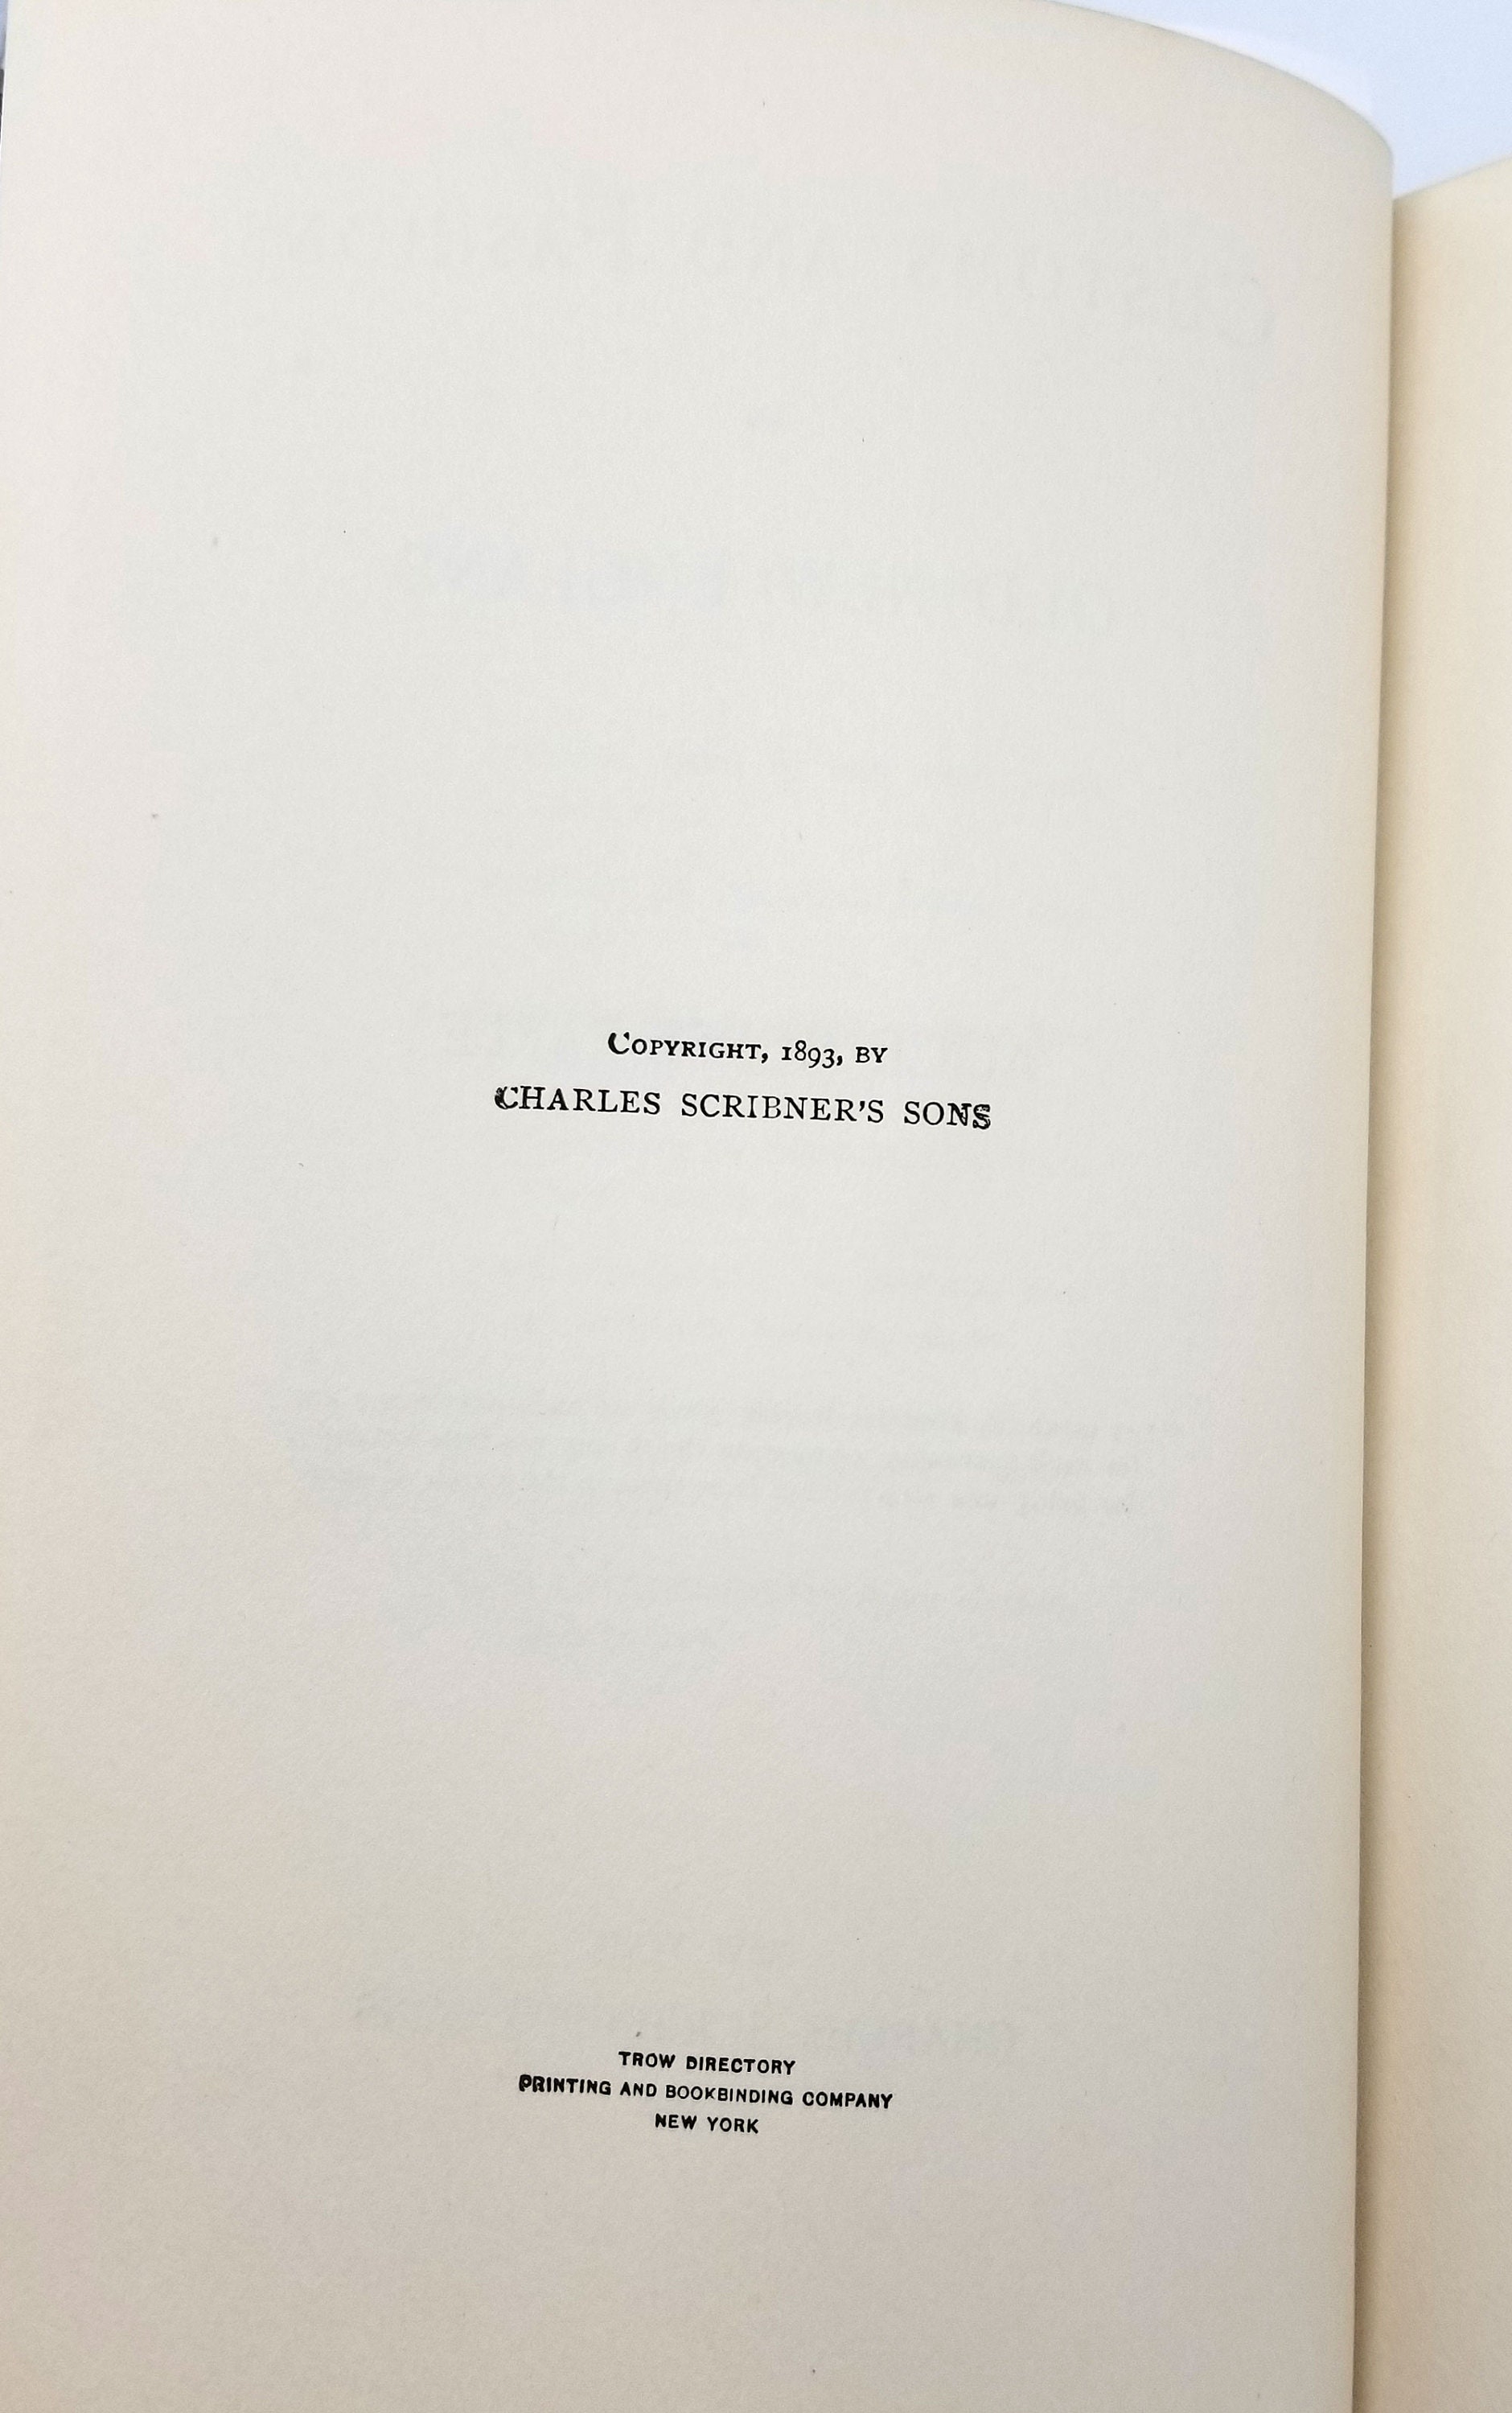 COPYRIGHT, 1893, BY
CHARLES SCRIBNER'S SONS
TROW DIRECTORY
PRINTING AND BOOKBINDING COMPANY
NEW YORK